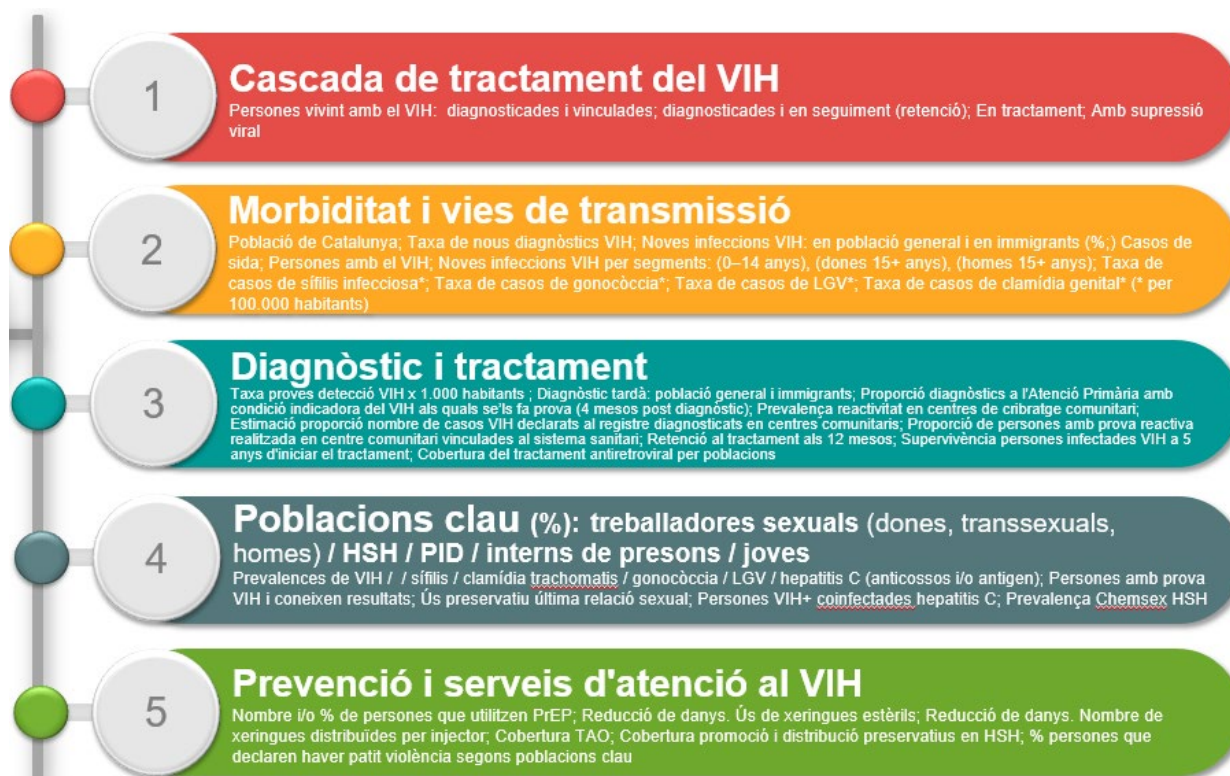 1
Cascada de tractament del VIH
Persones vivint amb el VIH: diagnosticades i vinculades; diagnosticades i en seguiment (retenció); En tractament; Amb supressió
viral
2
Morbiditat i vies de transmissió
Població de Catalunya; Taxa de nous diagnòstics VIH; Noves infeccions VIH: en població general i en immigrants (%;) Casos de
sida; Persones amb el VIH; Noves infeccions VIH per segments: (0–14 anys), (dones 15+ anys), (homes 15+ anys); Taxa de
casos de sífilis infecciosa*; Taxa de casos de gonocòccia*; Taxa de casos de LGV*; Taxa de casos de clamídia genital* (* per
100.000 habitants)
3
Diagnòstic i tractament
Taxa proves detecció VIH x 1.000 habitants ; Diagnòstic tardà: població general i immigrants; Proporció diagnòstics a l'Atenció Primària amb
condició indicadora del VIH als quals se'ls fa prova (4 mesos post diagnóstic); Prevalença reactivitat en centres de cribratge comunitari;
Estimació proporció nombre de casos VIH declarats al registre diagnosticats en centres comunitaris; Proporció de persones amb prova reactiva
realitzada en centre comunitari vinculades al sistema sanitari; Retenció al tractament als 12 mesos; Supervivència persones infectades VIH a 5
anys d'iniciar el tractament; Cobertura del tractament antiretroviral per poblacions
4
Poblacions clau (%): treballadores sexuals (dones, transsexuals,
homes) / HSH / PID / interns de presons / joves
Prevalences de VIH / / sífilis / clamídia trachomatis / gonocòccia / LGV / hepatitis C (anticossos i/o antigen); Persones amb prova
VIH i coneixen resultats; Ús preservatiu última relació sexual; Persones VIH+ coinfectades hepatitis C; Prevalença Chemsex HSH
5
Prevenció i serveis d'atenció al VIH
Nombre i/o % de persones que utilitzen PrEP; Reducció de danys. Ús de xeringues estèrils; Reducció de danys. Nombre de
xeringues distribuïdes per injector; Cobertura TAO; Cobertura promoció i distribució preservatius en HSH; % persones que
declaren haver patit violència segons poblacions clau